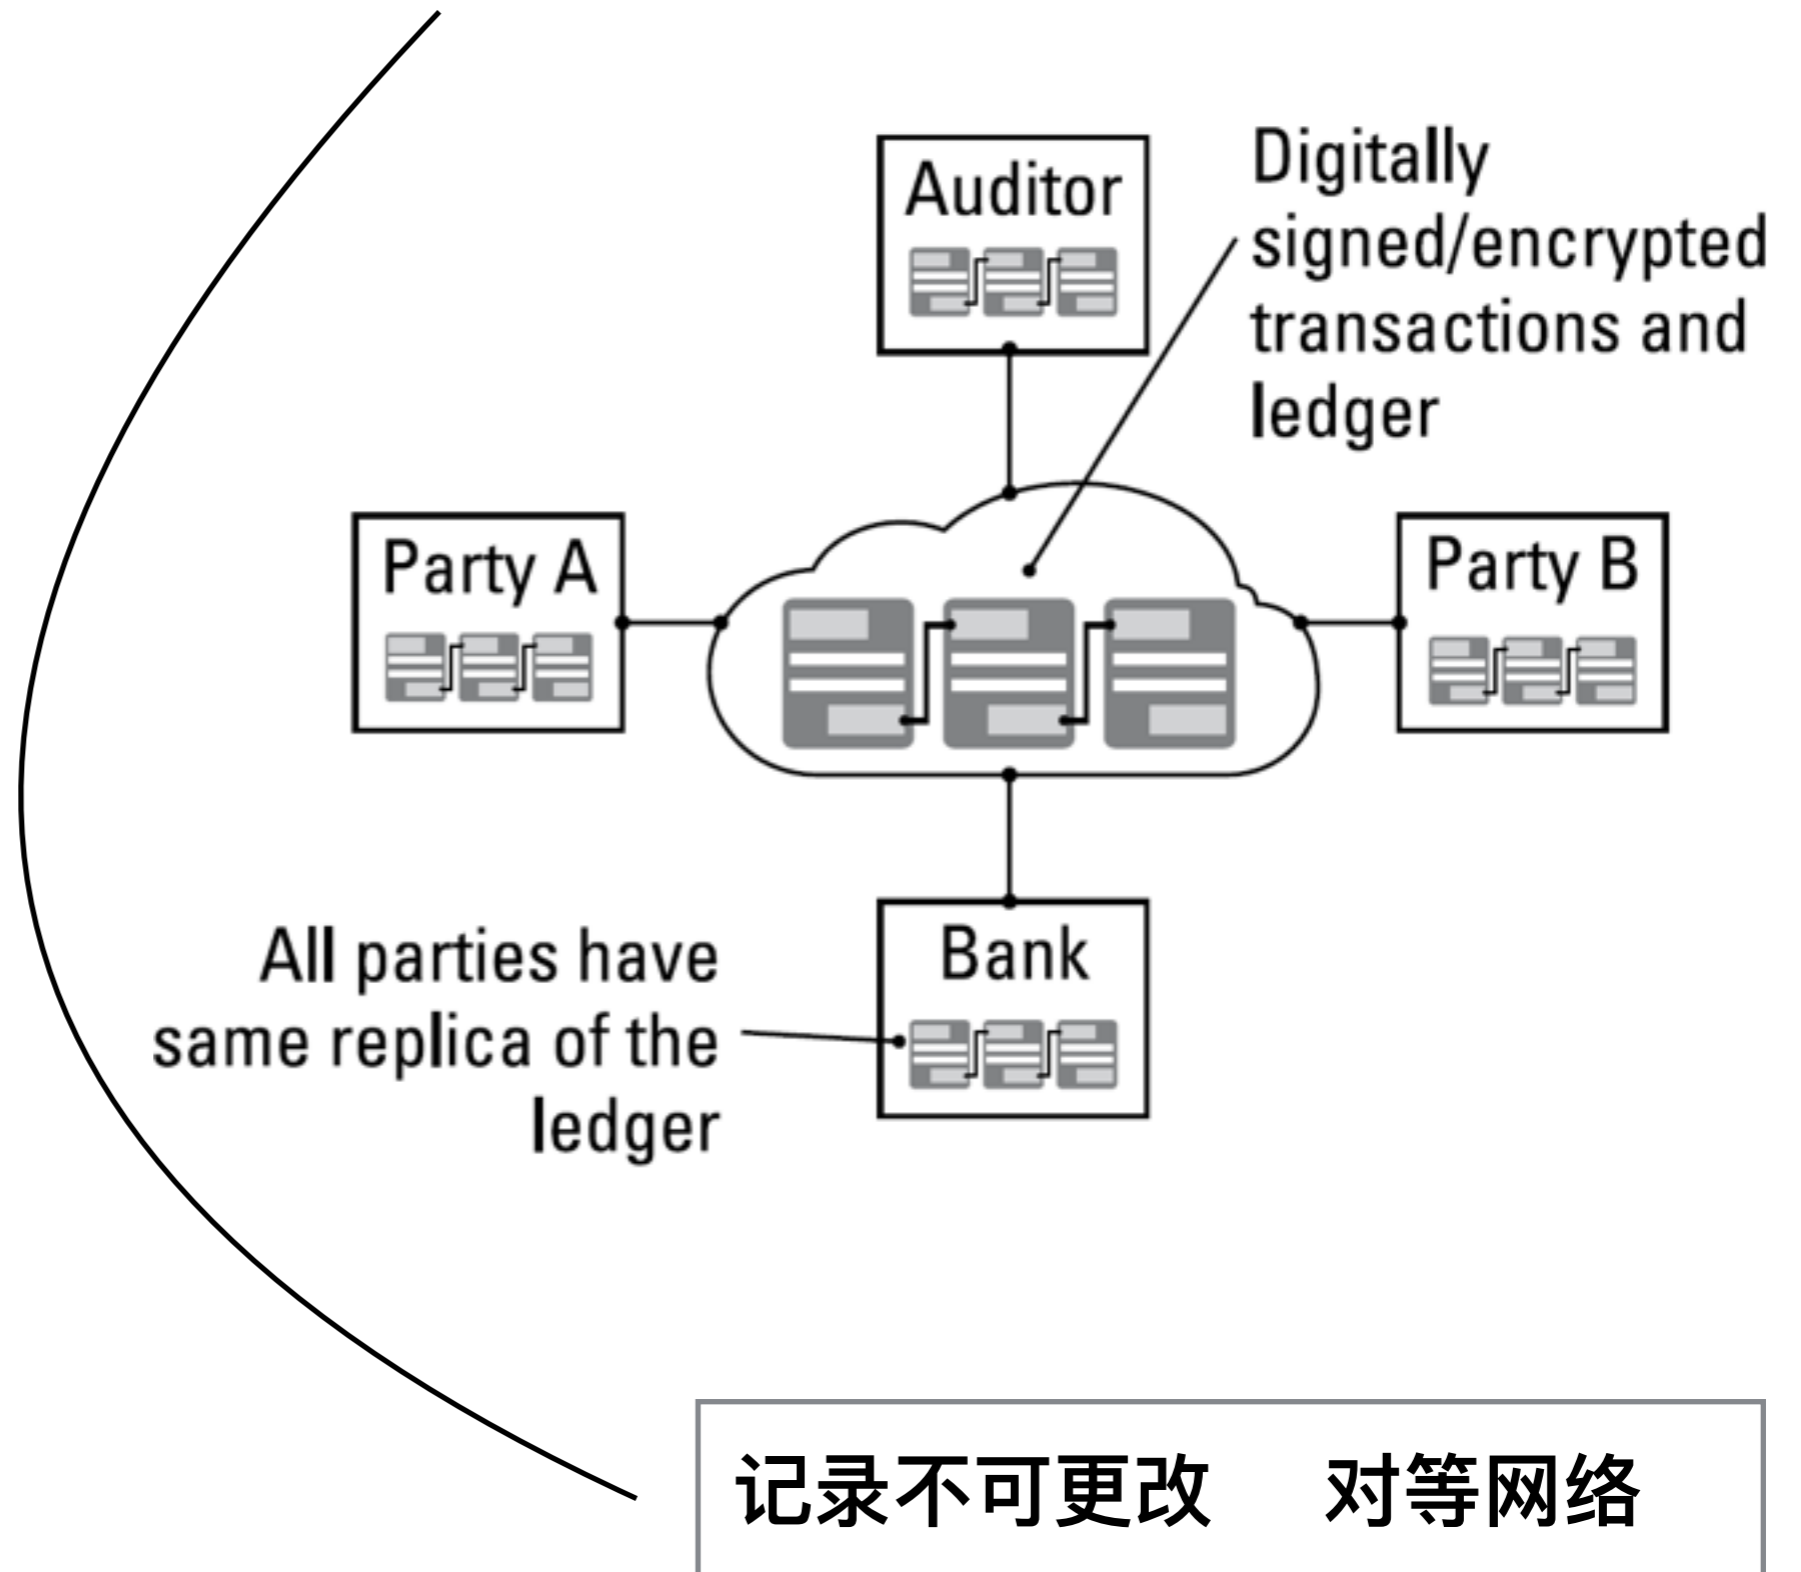 Auditor
Digitally
signed/encrypted
transactions and
ledger
Party A
Party B
All parties have
same replica of the
ledger
Bank
记录不可更改 对等网络